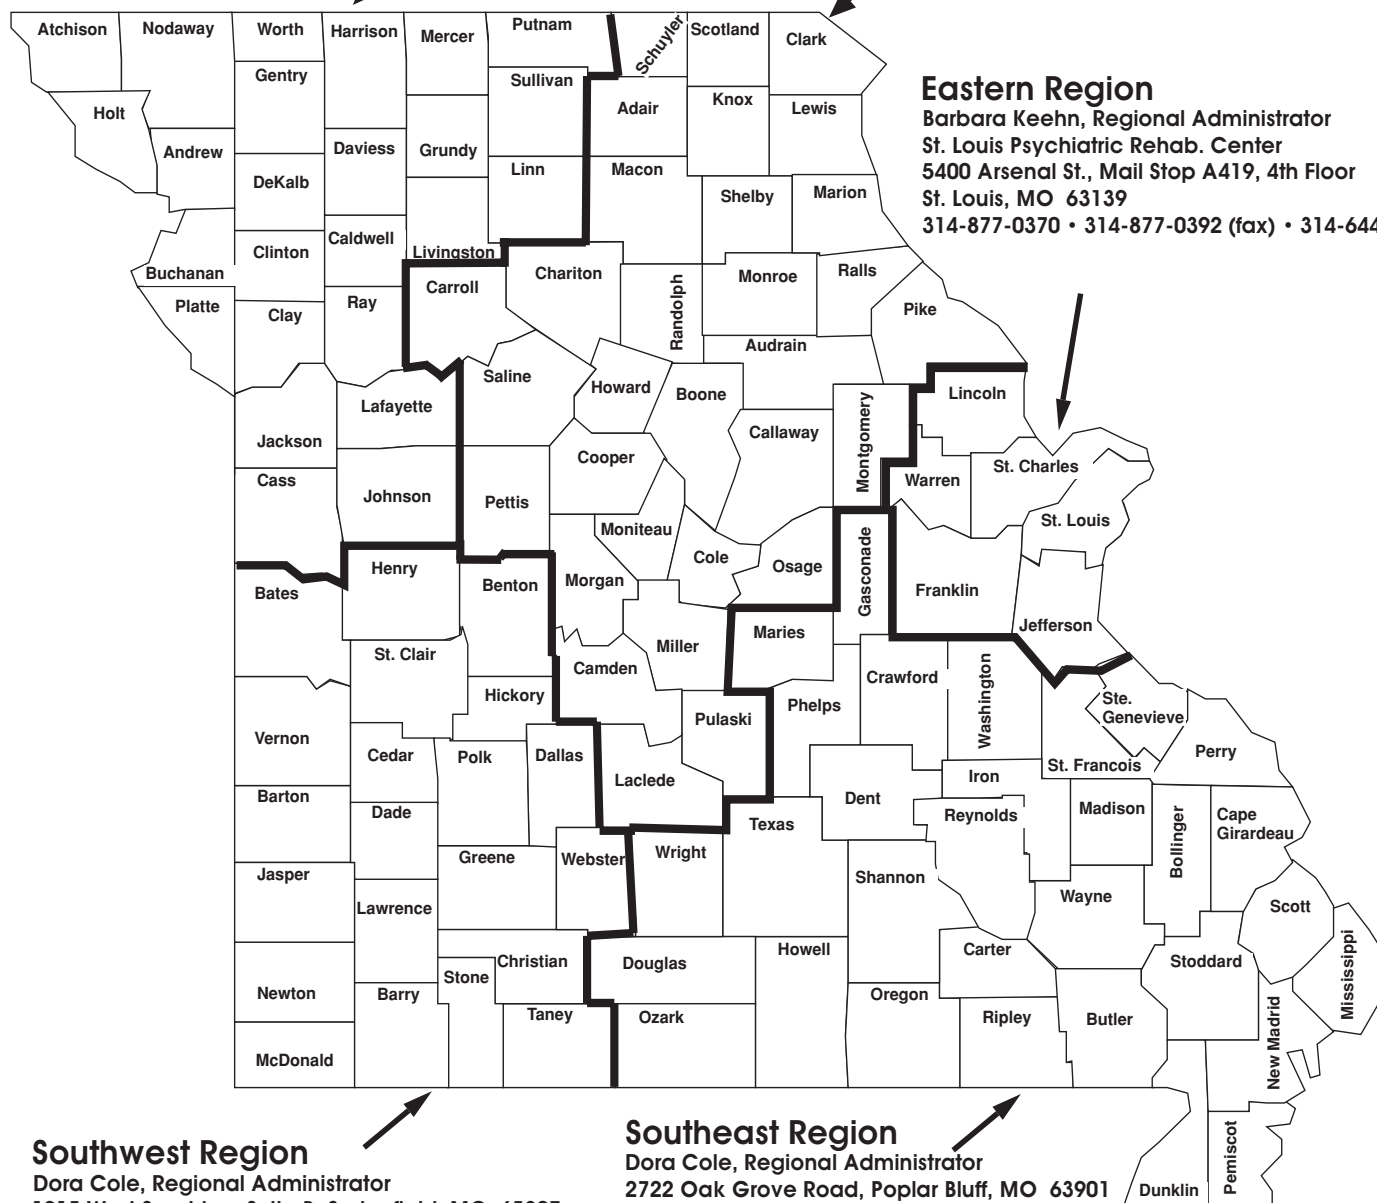 Atchison
Nodaway
Worth
Harrison
Mercer
Putnam
Schuyler
Scotland
Clark
Gentry
Sullivan
Adair
Knox
Lewis
Holt
Andrew
DeKalb
Daviess
Grundy
Linn
Macon
Shelby
Marion
Buchanan
Clinton
Caldwell
Livingston
Chariton
Carroll
Randolph
Monroe
Ralls
Pike
Platte
Clay
Ray
Audrain
Saline
Howard
Boone
Lafayette
Jackson
Callaway
Montgomery
Lincoln
Cass
Johnson
Pettis
Cooper
Warren
St. Charles
St. Louis
Moniteau
Cole
Osage
Gasconade
Franklin
Jefferson
Bates
Henry
Benton
Morgan
Miller
Maries
St. Clair
Hickory
Camden
Pulaski
Phelps
Crawford
Washington
Ste.
Genevieve
Perry
St. Francois
Vernon
Cedar
Polk
Dallas
Laclede
Dent
Iron
Reynolds
Madison
Bollinger
Cape
Girardeau
Barton
Dade
Greene
Webster
Wright
Texas
Shannon
Wayne
Scott
Mississippi
Jasper
Lawrence
Christian
Douglas
Howell
Carter
Stoddard
Newton
Barry
Stone
Taney
Ozark
Oregon
Ripley
Butler
New Madrid
McDonald
Pemiscot
Dunklin
Eastern Region
Barbara Keehn, Regional Administrator
St. Louis Psychiatric Rehab. Center
5400 Arsenal St., Mail Stop A419, 4th Floor
St. Louis, MO 63139
314-877-0370 • 314-877-0392 (fax) • 314-644
Southwest Region
Dora Cole, Regional Administrator
Southeast Region
Dora Cole, Regional Administrator
2722 Oak Grove Road, Poplar Bluff, MO 63901